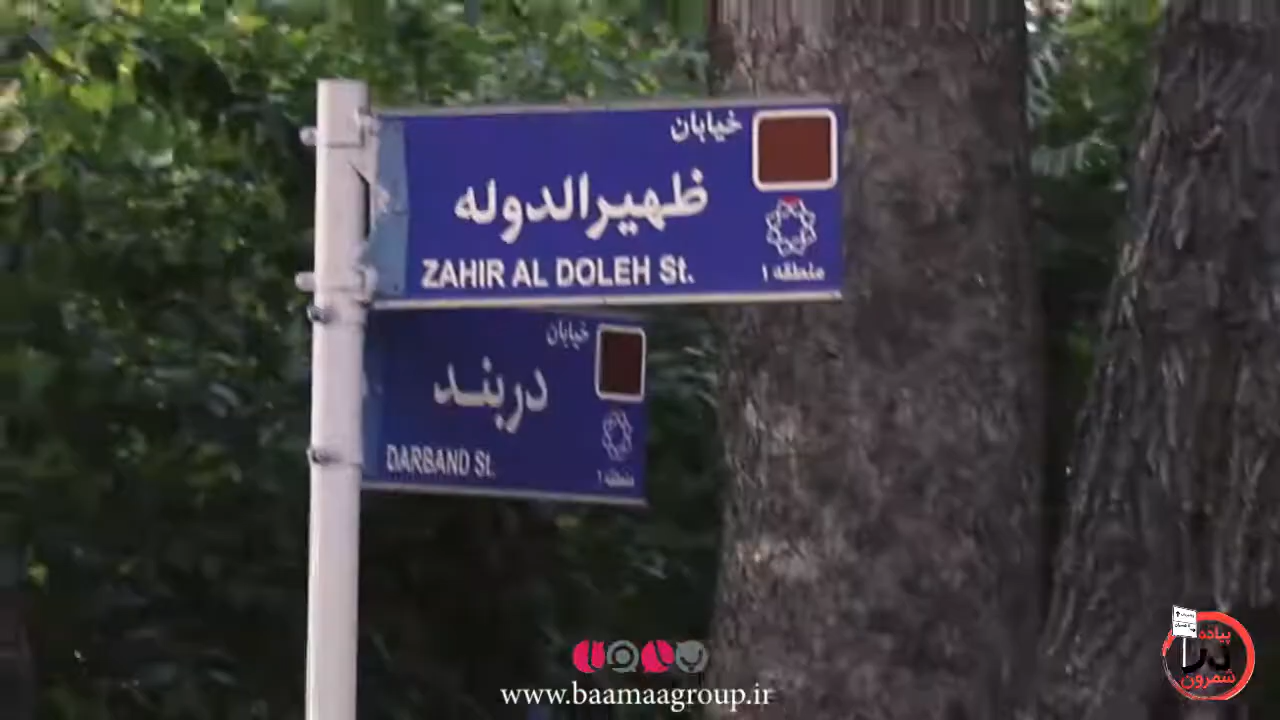 خیابان
ظهیرالدوله
ZAHIR AL DOLEH St.
منطقه ۱
خیابان
دربند
DARBAND St.
منطقه ۱
www.baamaagroup.ir
پیاده
شمرون